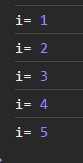 i= 1
i= 2
i= 3
i= 4
i= 5